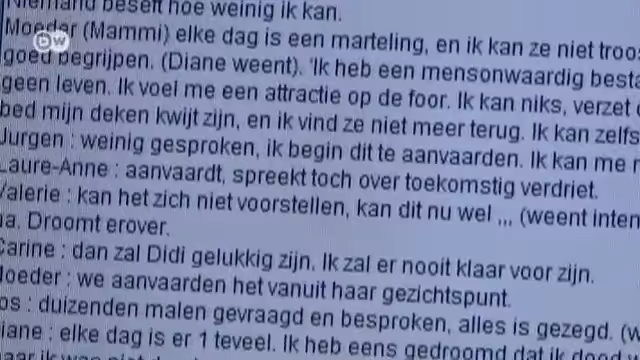 Niemand beseft hoe weinig ik kan.
Moeder (Mammi) elke dag is een marteling, en ik kan ze niet troos
goed begrijpen. (Diane weent). 'Ik heb een mensonwaardig besta
geen leven. Ik voel me een attractie op de foor. Ik kan niks, verzet
bed mijn deken kwijt zijn, en ik vind ze niet meer terug. Ik kan zelfs
Jurgen : weinig gesproken, ik begin dit te aanvaarden. Ik kan me
Laure-Anne : aanvaardt, spreekt toch over toekomstig verdriet.
Valerie : kan het zich niet voorstellen, kan dit nu wel ,,, (weent inten
na. Droomt erover.
Carine : dan zal Didi gelukkig zijn. Ik zal er nooit klaar voor zijn.
Moeder : we aanvaarden het vanuit haar gezichtspunt.
os : duizenden malen gevraagd en besproken, alles is gezegd. (w
iane : elke dag is er 1 teveel. Ik heb eens gedroomd dat ik dood w
DW